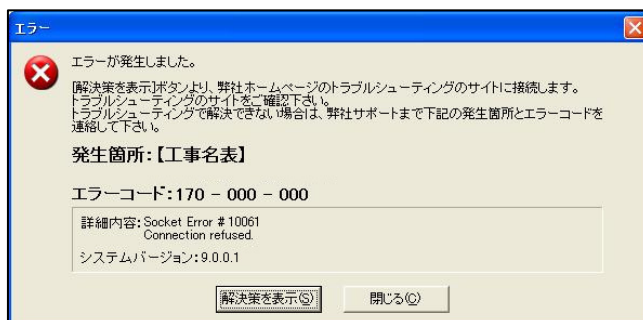 エラー
エラーが発生しました。
[解決策を表示]ボタンより、弊社ホームページのトラブルシューティングのサイトに接続します。
トラブルシューティングのサイトをご確認下さい。
トラブルシューティングで解決できない場合は、弊社サポートまで下記の発生箇所とエラーコードを
連絡して下さい。
発生箇所:【工事名表】
エラーコード:170 - 000 - 000
詳細内容: Socket Error # 10061
Connection refused.
システムバージョン: 9.0.0.1
解決策を表示(S)
閉じる(C)